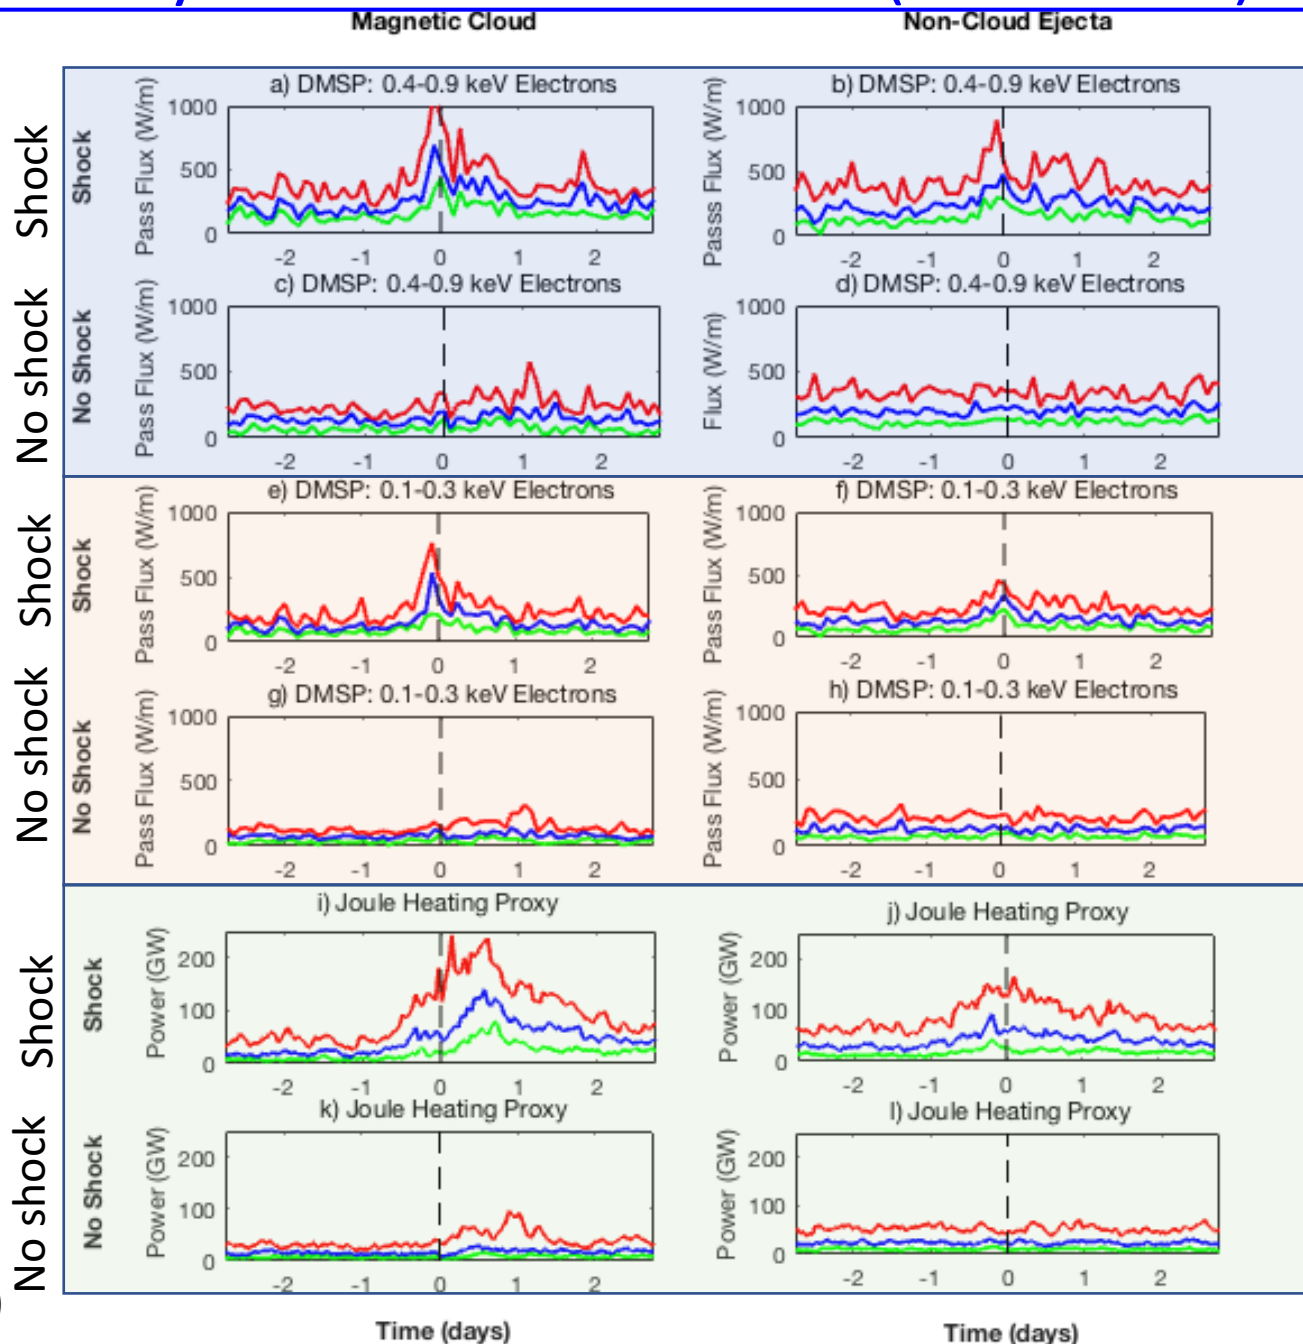 Magnetic Cloud Non-Cloud Ejecta
a) DMSP: 0.4-0.9 keV Electrons b) DMSP: 0.4-0.9 keV Electrons
Shock Shock Pass Flux (W/m) 1000 500 0 -2 -1 0 1 2
Passs Flux (W/m) 1000 500 0 -2 -1 0 1 2
c) DMSP: 0.4-0.9 keV Electrons d) DMSP: 0.4-0.9 keV Electrons
No shock No Shock Pass Flux (W/m) 1000 500 0 -2 -1 0 1 2
Flux (W/m) 1000 500 0 -2 -1 0 1 2
e) DMSP: 0.1-0.3 keV Electrons f) DMSP: 0.1-0.3 keV Electrons
Shock Shock Pass Flux (W/m) 1000 500 0 -2 -1 0 1 2
Pass Flux (W/m) 1000 500 0 -2 -1 0 1 2
g) DMSP: 0.1-0.3 keV Electrons h) DMSP: 0.1-0.3 keV Electrons
No shock No Shock Pass Flux (W/m) 1000 500 0 -2 -1 0 1 2
Pass Flux (W/m) 1000 500 0 -2 -1 0 1 2
i) Joule Heating Proxy j) Joule Heating Proxy
Shock Shock Power (GW) 200 100 0 -2 -1 0 1 2
Power (GW) 200 100 0 -2 -1 0 1 2
k) Joule Heating Proxy l) Joule Heating Proxy
No shock No Shock Power (GW) 200 100 0 -2 -1 0 1 2
Power (GW) 200 100 0 -2 -1 0 1 2
Time (days) Time (days)